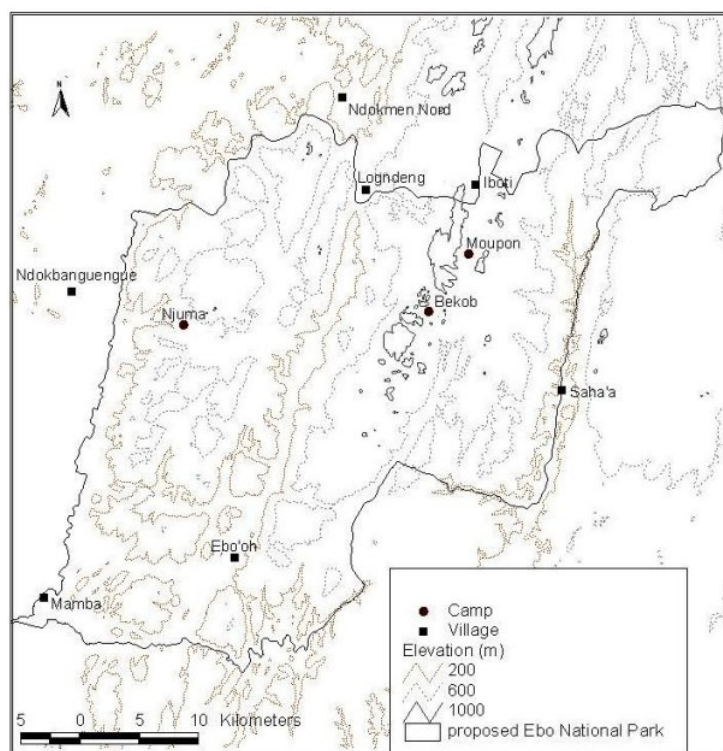 N
Ndokmen Nord
Logndeng
Iboti
Moupon
Ndokbanguengue
Bekob
Njuma
Saha'a
Ebo'oh
Mamba
Camp
Village
Elevation (m)
200
600
1000
proposed Ebo National Park
5 0 5 10 Kilometers